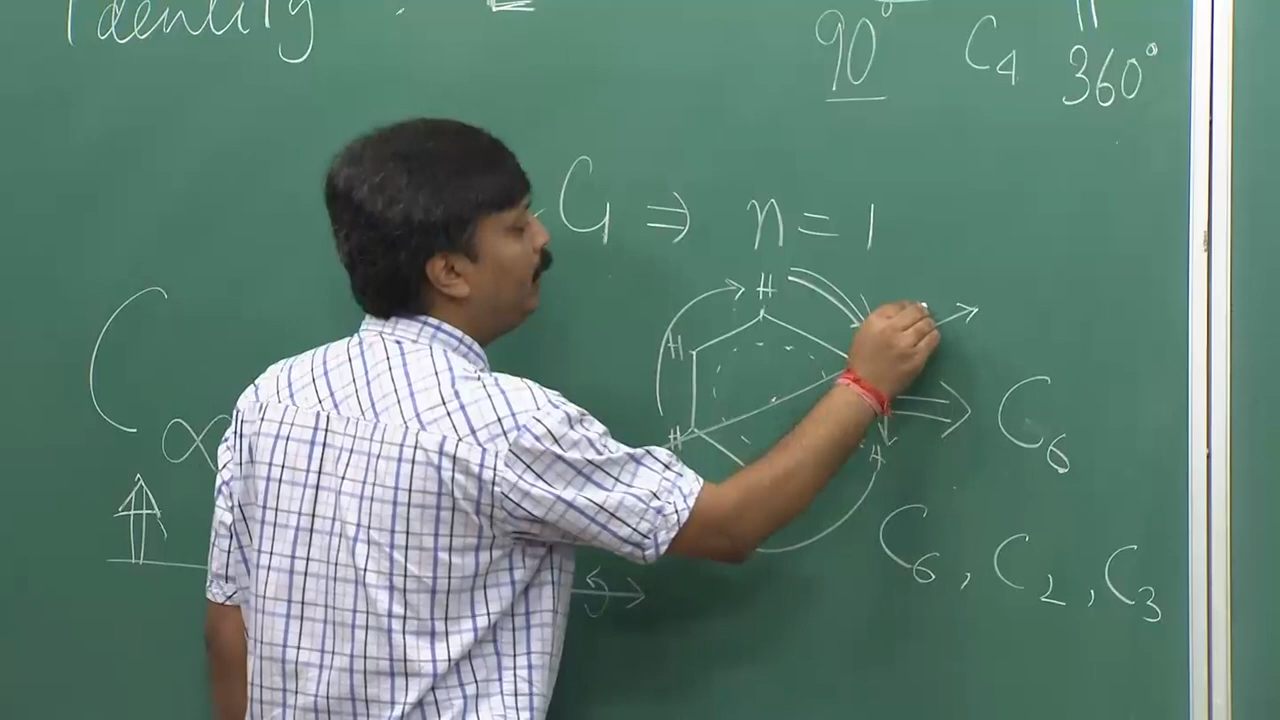 Identity
90° C4 360°
C1 ⇒ n = 1
H
H
H
H
C∞
⇒ C6
C6, C2, C3